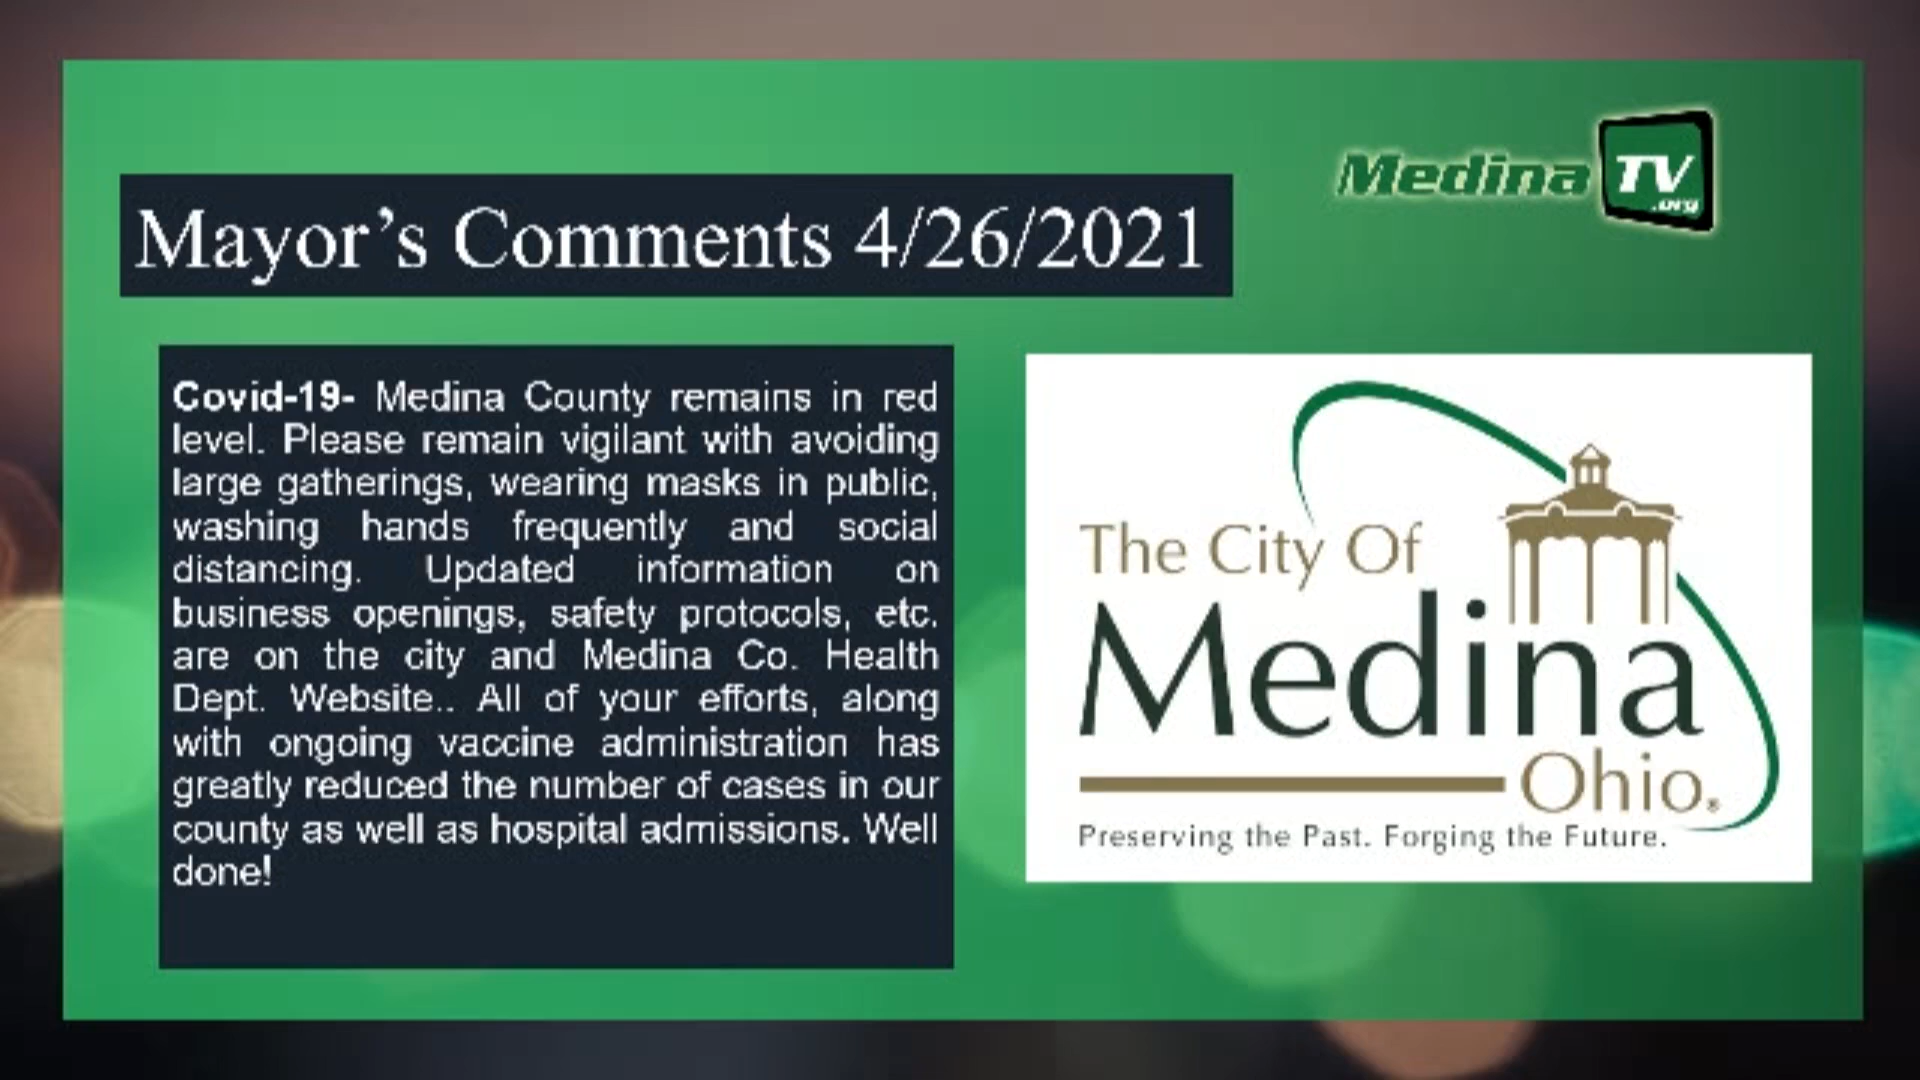 Medina TV
.org
Mayor's Comments 4/26/2021
Covid-19- Medina County remains in red
level. Please remain vigilant with avoiding
large gatherings, wearing masks in public,
washing hands frequently and social
distancing. Updated information on
business openings, safety protocols, etc.
are on the city and Medina Co. Health
Dept. Website.. All of your efforts, along
with ongoing vaccine administration has
greatly reduced the number of cases in our
county as well as hospital admissions. Well
done!
The City Of
Medina
Ohio®
Preserving the Past. Forging the Future.